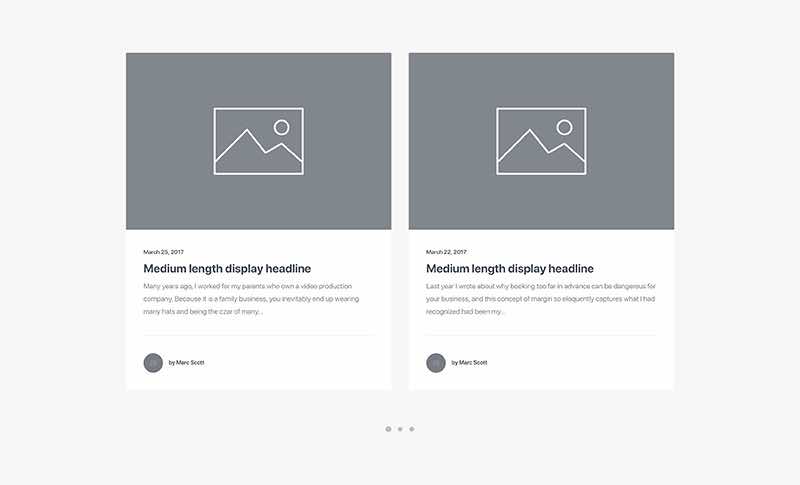 March 25, 2017
Medium length display headline
Many years ago, I worked for my parents who own a video production
company. Because it is a family business, you inevitably end up wearing
many hats and being the czar of many...
by Marc Scott
March 22, 2017
Medium length display headline
Last year I wrote about why booking too far in advance can be dangerous for
your business, and this concept of margin so eloquently captures what I had
recognized had been my...
by Marc Scott